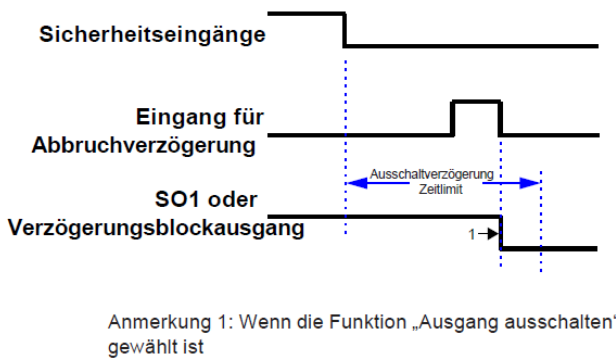 Sicherheitseingänge
Eingang für
Abbruchverzögerung
Ausschaltverzögerung
Zeitlimit
SO1 oder
Verzögerungsblockausgang
1
Anmerkung 1: Wenn die Funktion „Ausgang ausschalten“
gewählt ist